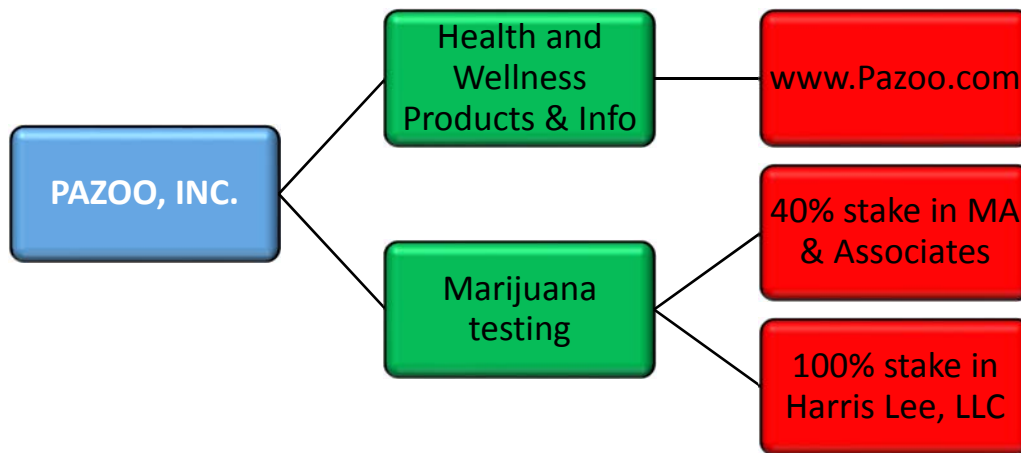 Health and
Wellness
Products & Info
www.Pazoo.com
PAZOO, INC.
40% stake in MA
& Associates
Marijuana
testing
100% stake in
Harris Lee, LLC